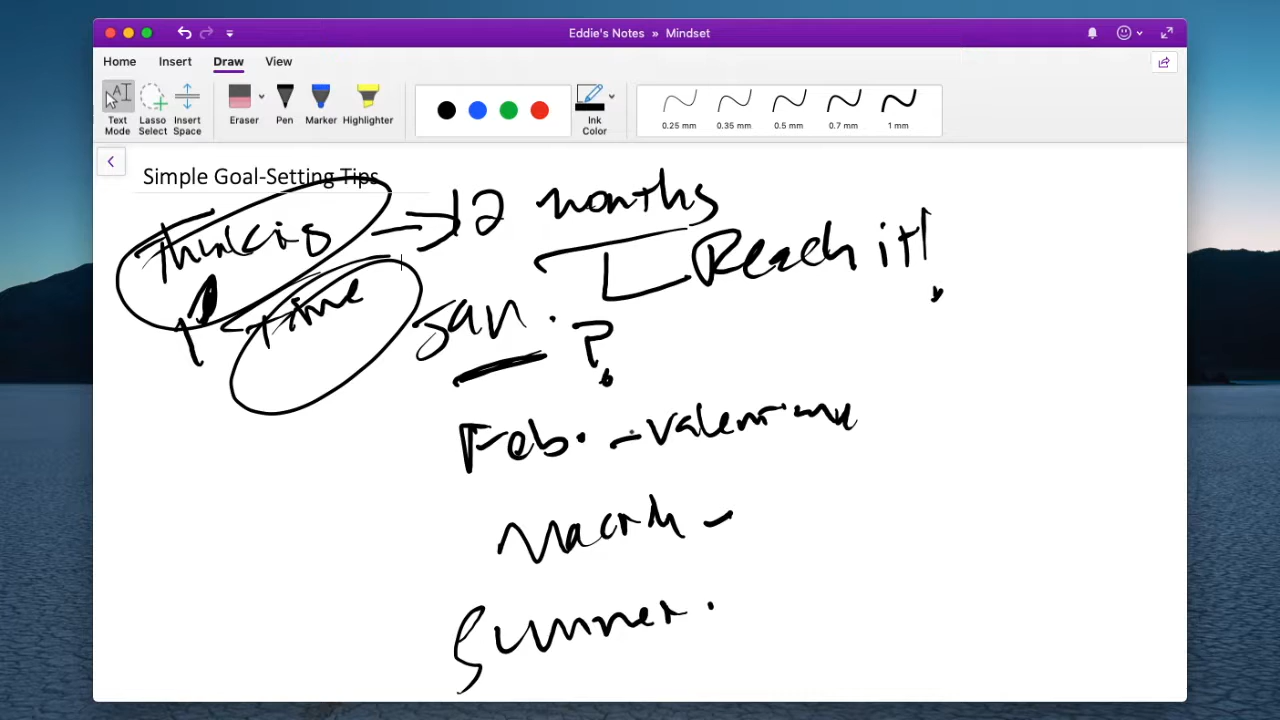 Eddie's Notes » Mindset
Home Insert Draw View
Text Mode
Lasso Select
Insert Space
Eraser
Pen
Marker
Highlighter
Ink Color
0.25 mm
0.35 mm
0.5 mm
0.7 mm
1 mm
Simple Goal-Setting Tips
Thinking → 12 months
Reach it!
Time
Jan. ?
Feb. -
March -
Summer.